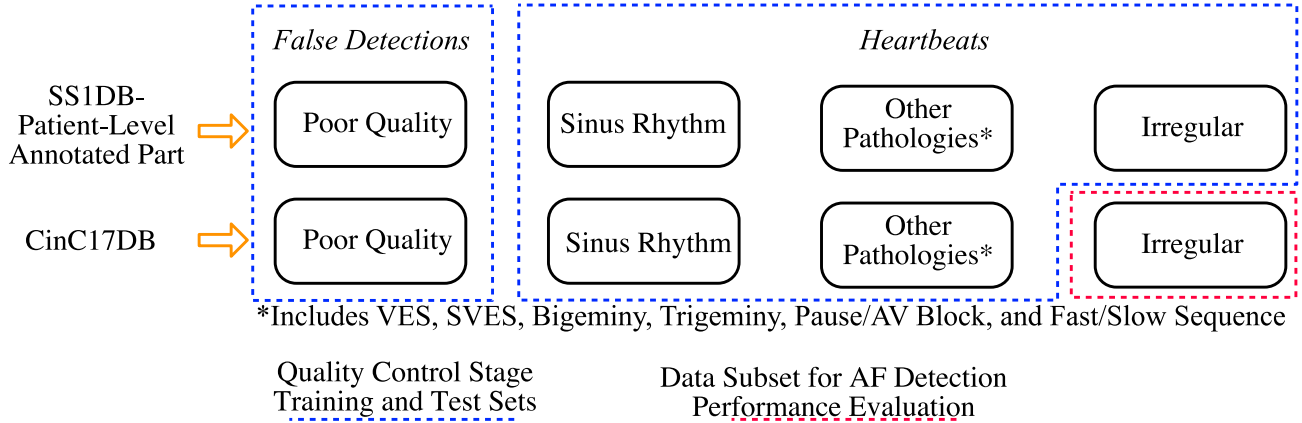 False Detections
Heartbeats
SS1DB-
Patient-Level
Annotated Part
Poor Quality
Sinus Rhythm
Other
Pathologies*
Irregular
CinC17DB
Poor Quality
Sinus Rhythm
Other
Pathologies*
Irregular
*Includes VES, SVES, Bigeminy, Trigeminy, Pause/AV Block, and Fast/Slow Sequence
Quality Control Stage
Training and Test Sets
Data Subset for AF Detection
Performance Evaluation